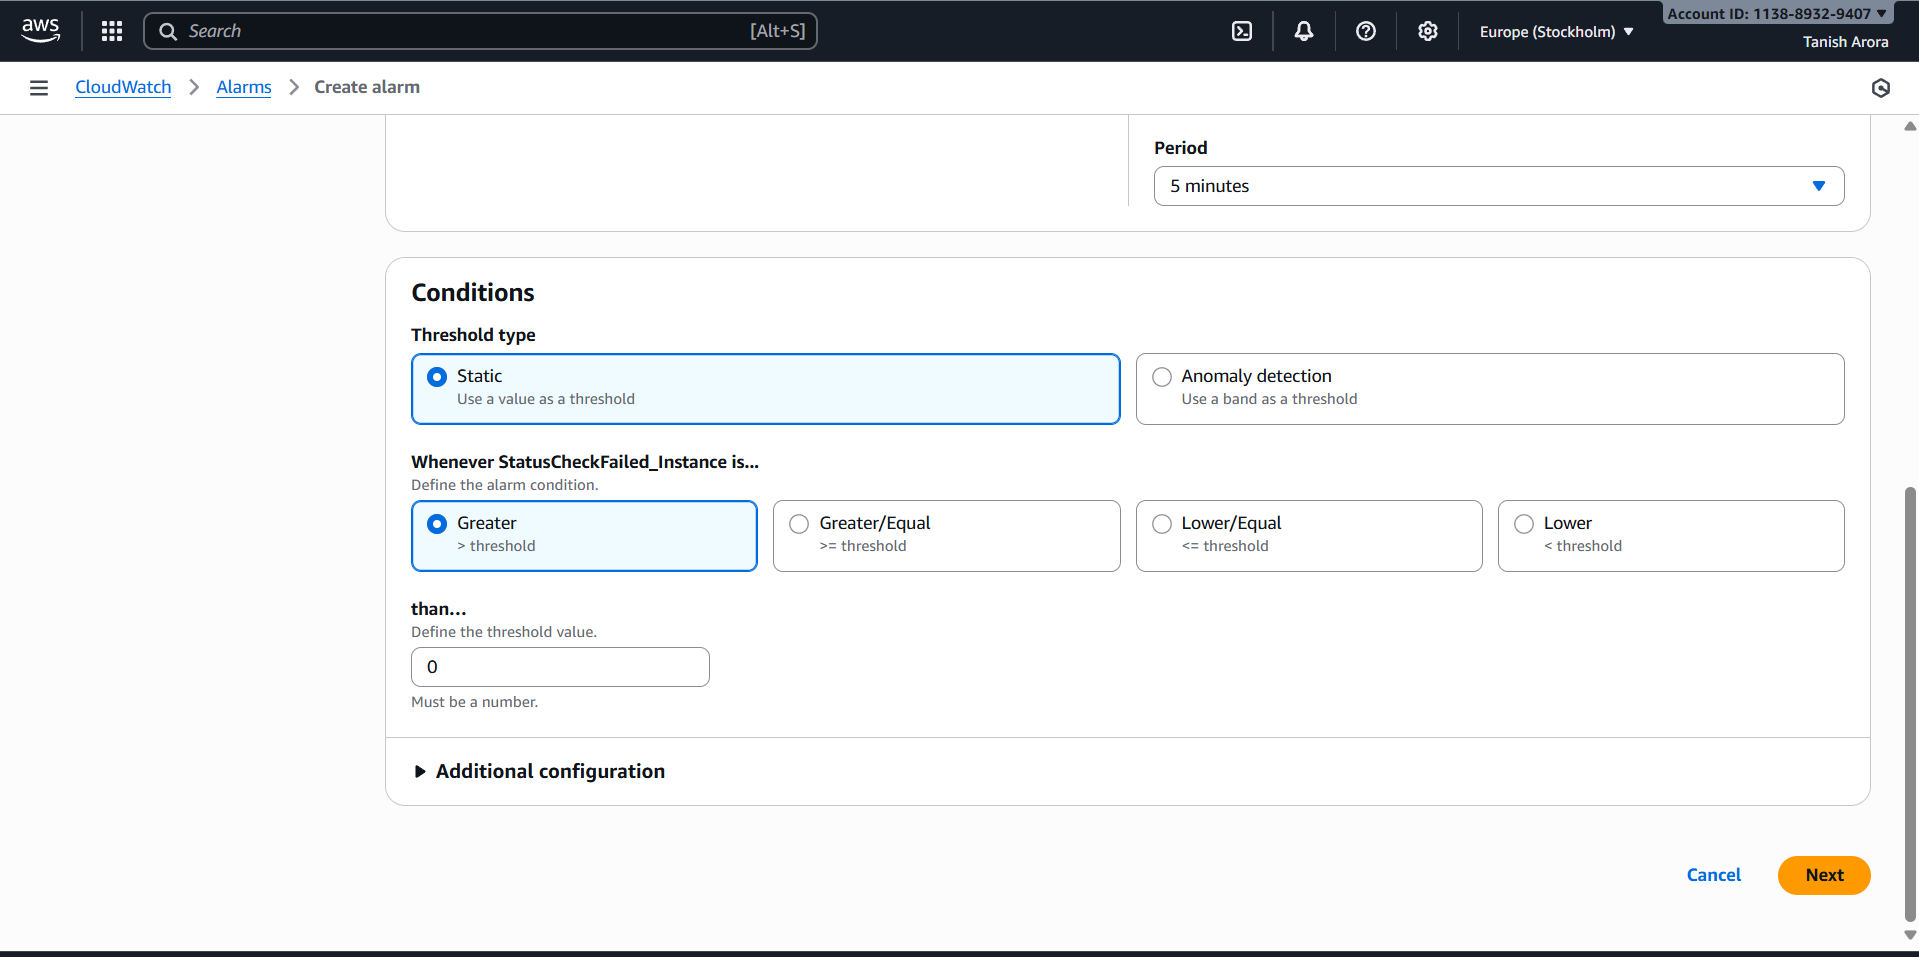 aws
Search [Alt+S]
Europe (Stockholm)
Account ID: 1138-8932-9407
Tanish Arora
CloudWatch
Alarms
Create alarm
Period
5 minutes
Conditions
Threshold type
Static
Use a value as a threshold
Anomaly detection
Use a band as a threshold
Whenever StatusCheckFailed_Instance is...
Define the alarm condition.
Greater
> threshold
Greater/Equal
>= threshold
Lower/Equal
<= threshold
Lower
< threshold
than...
Define the threshold value.
0
Must be a number.
Additional configuration
Cancel
Next